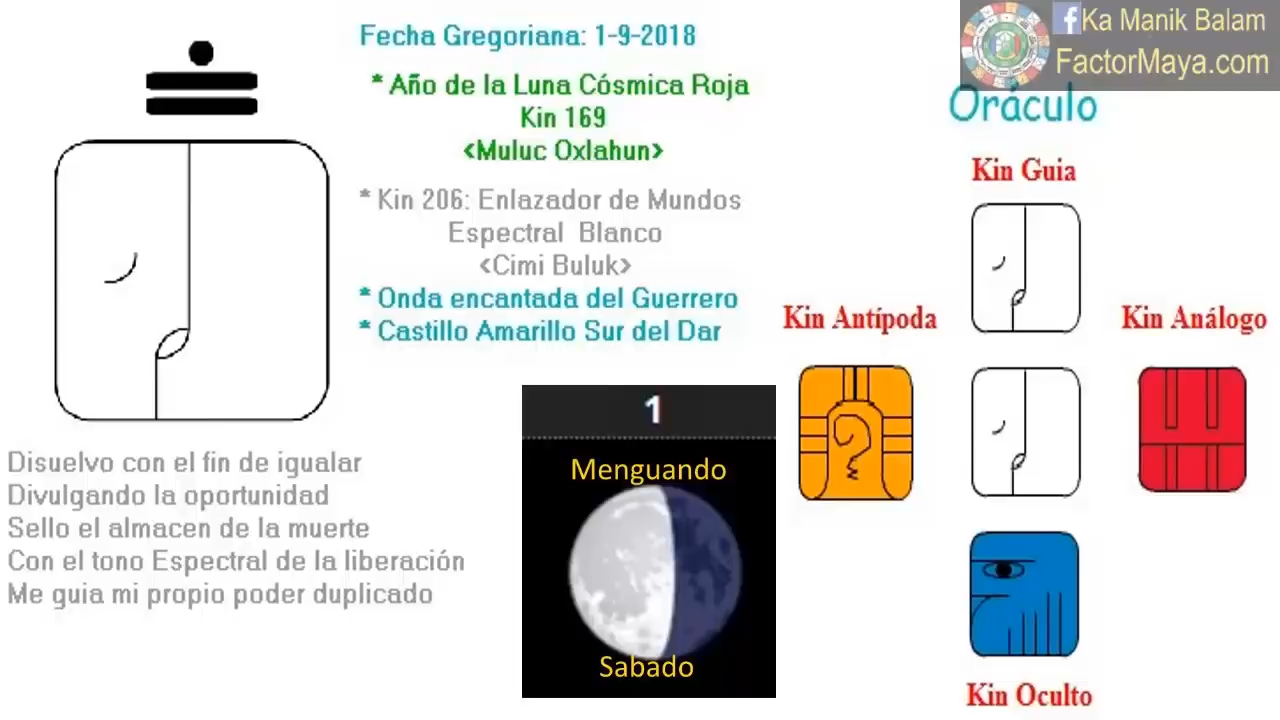 Fecha Gregoriana: 1-9-2018
* Año de la Luna Cósmica Roja
Kin 169
<Muluc Oxlahun>
* Kin 206: Enlazador de Mundos
Espectral Blanco
<Cimi Buluk>
* Onda encantada del Guerrero
* Castillo Amarillo Sur del Dar
Disuelvo con el fin de igualar
Divulgando la oportunidad
Sello el almacen de la muerte
Con el tono Espectral de la liberación
Me guia mi propio poder duplicado
1
Menguando
Sabado
f Ka Manik Balam
FactorMaya.com
Oráculo
Kin Guia
Kin Antípoda
Kin Análogo
Kin Oculto